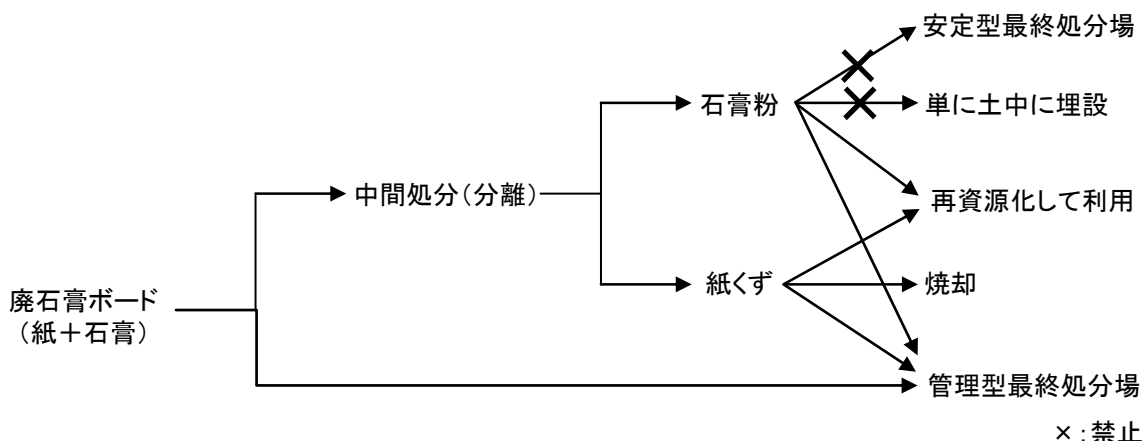 安定型最終処分場
石膏粉
単に土中に埋設
中間処分（分離）
再資源化して利用
廃石膏ボード
（紙＋石膏）
紙くず
焼却
管理型最終処分場
×：禁止